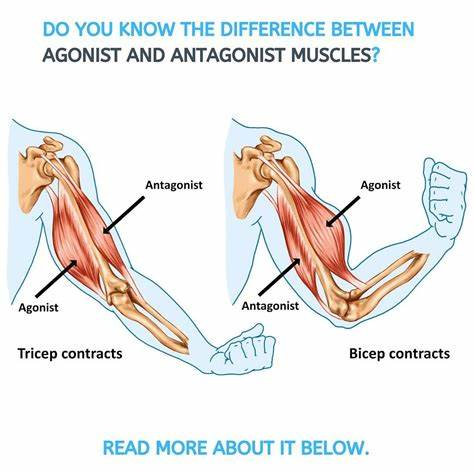 DO YOU KNOW THE DIFFERENCE BETWEEN
AGONIST AND ANTAGONIST MUSCLES?
Antagonist
Agonist
Tricep contracts
Agonist
Antagonist
Bicep contracts
READ MORE ABOUT IT BELOW.